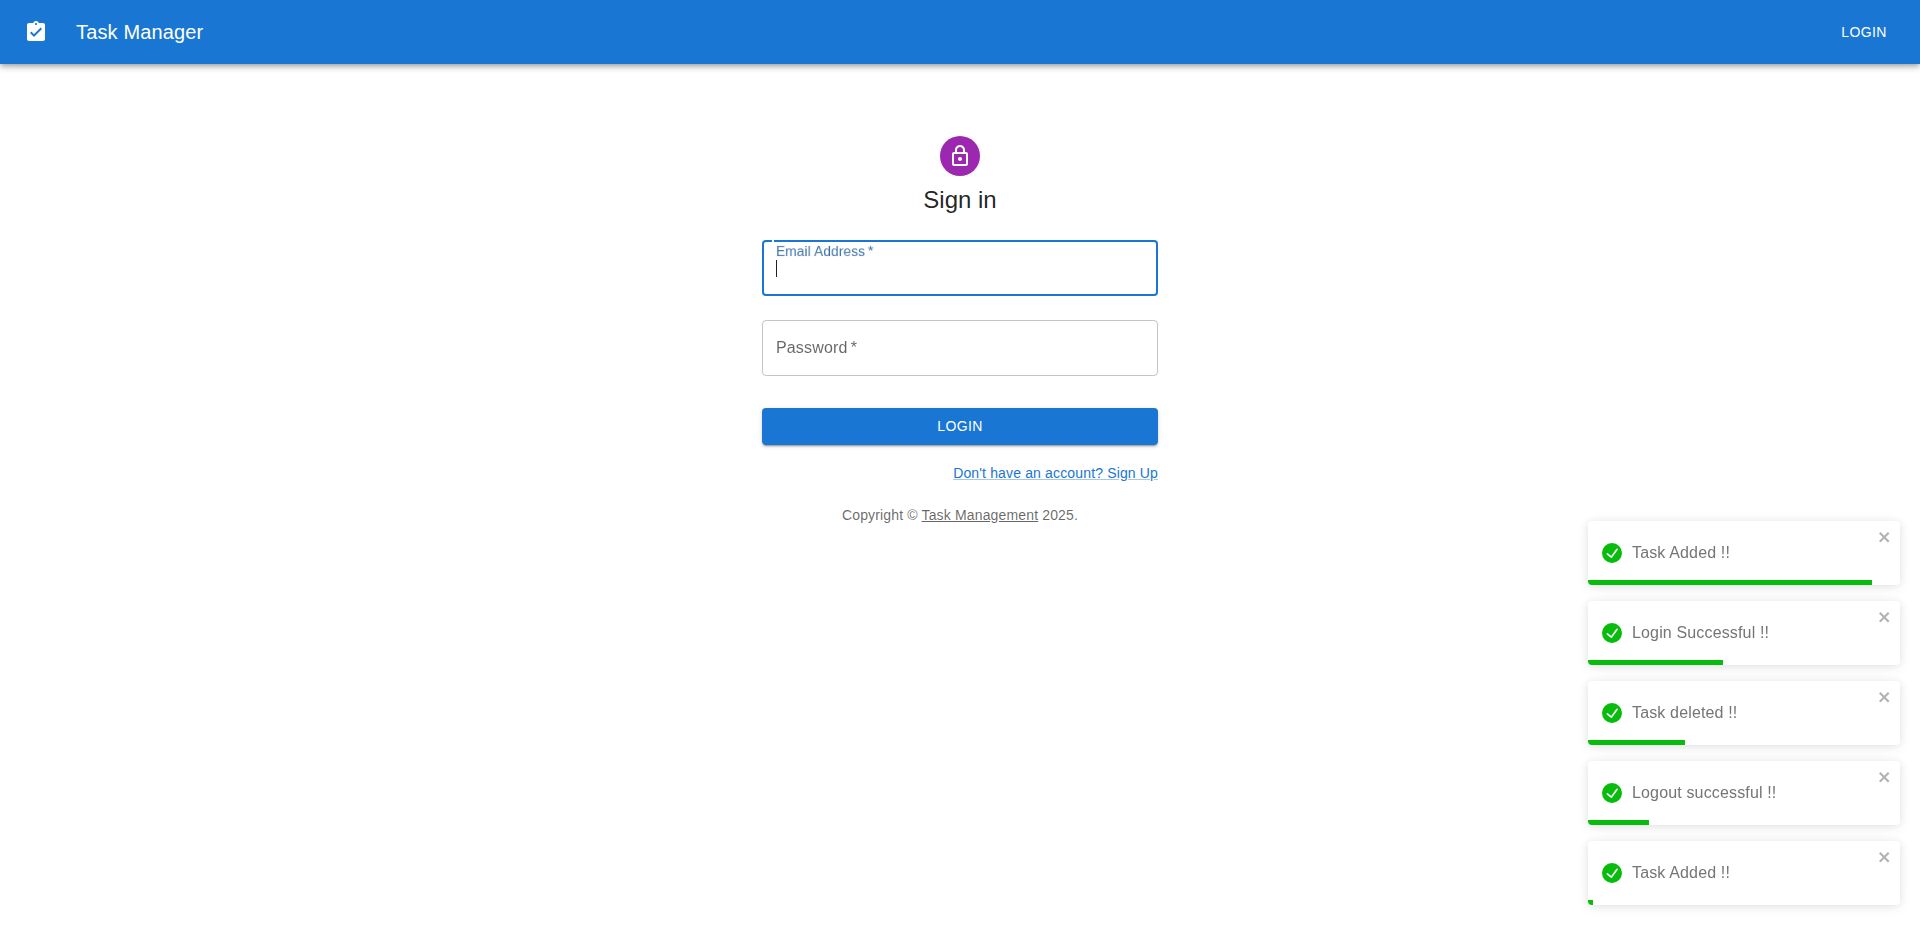 Task Manager
LOGIN
Sign in
Email Address *
Password *
LOGIN
Don't have an account? Sign Up
Copyright © Task Management 2025.
Task Added !!
Login Successful !!
Task deleted !!
Logout successful !!
Task Added !!